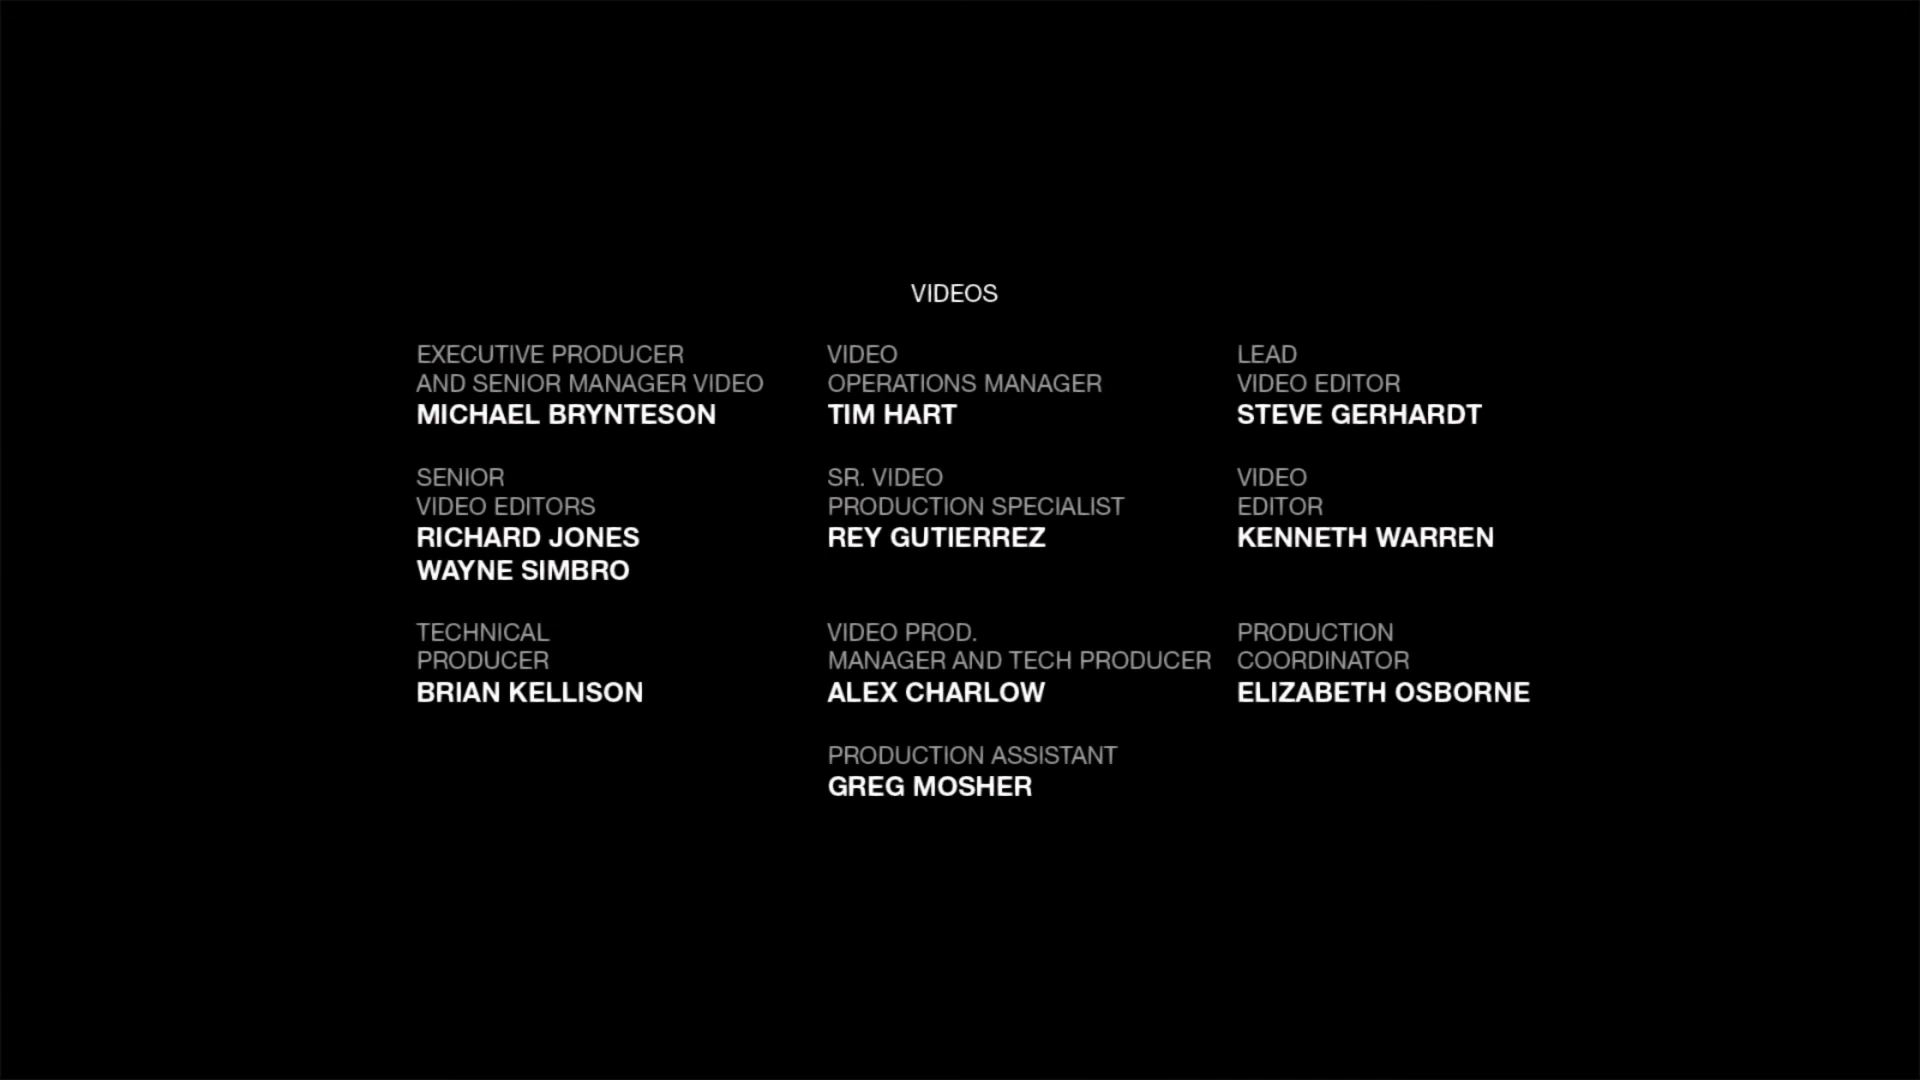 VIDEOS
EXECUTIVE PRODUCER
AND SENIOR MANAGER VIDEO
MICHAEL BRYNTESON
VIDEO
OPERATIONS MANAGER
TIM HART
LEAD
VIDEO EDITOR
STEVE GERHARDT
SENIOR
VIDEO EDITORS
RICHARD JONES
WAYNE SIMBRO
SR. VIDEO
PRODUCTION SPECIALIST
REY GUTIERREZ
VIDEO
EDITOR
KENNETH WARREN
TECHNICAL
PRODUCER
BRIAN KELLISON
VIDEO PROD.
MANAGER AND TECH PRODUCER
ALEX CHARLOW
PRODUCTION
COORDINATOR
ELIZABETH OSBORNE
PRODUCTION ASSISTANT
GREG MOSHER